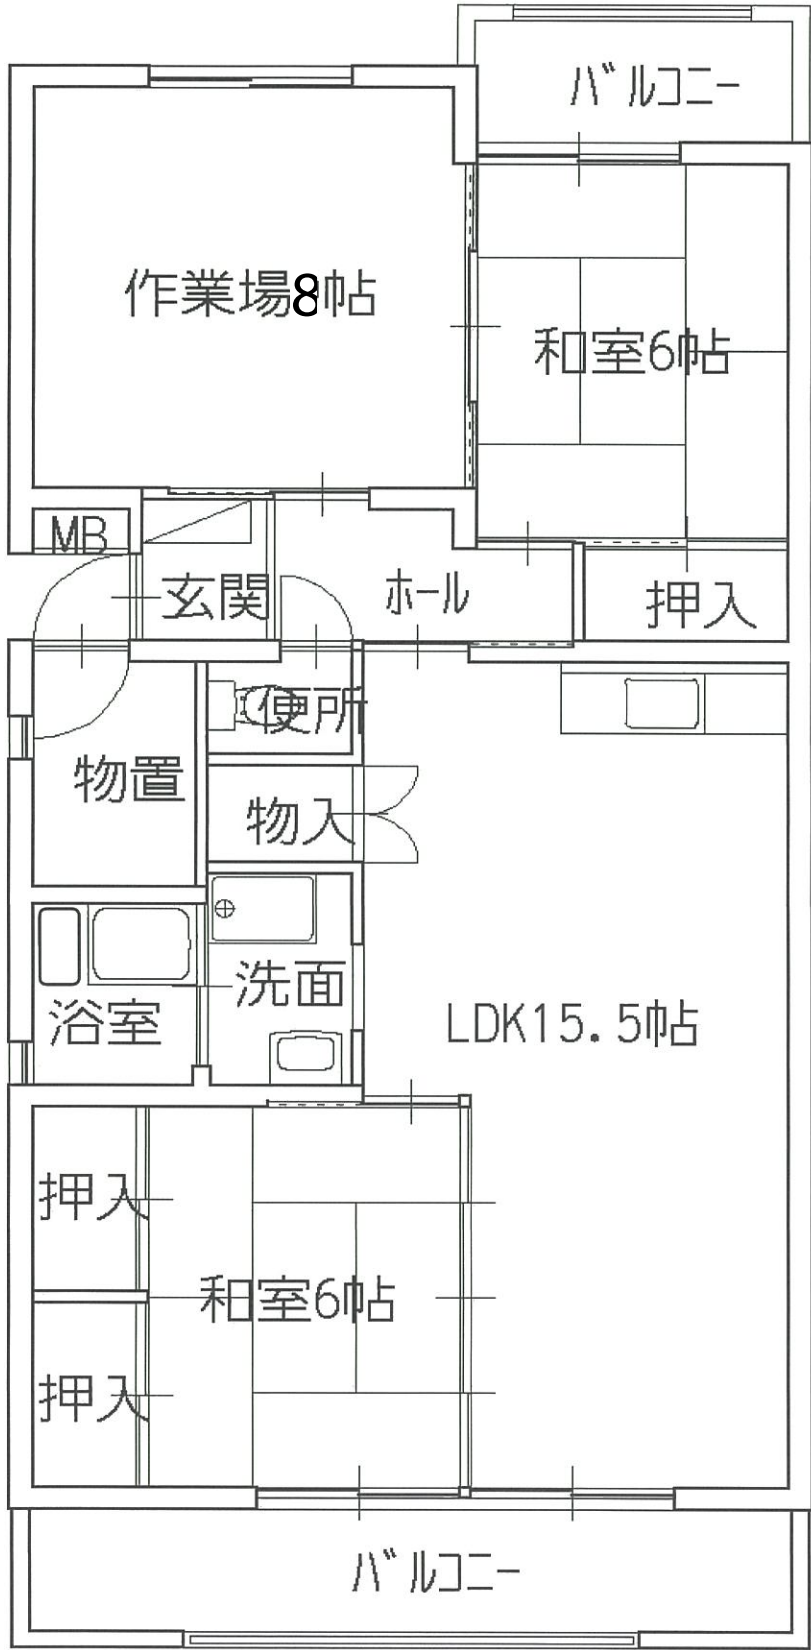 バルコニー
作業場8帖
和室6帖
MB
玄関
ホール
押入
便所
物置
物入
洗面
浴室
LDK15.5帖
押入
和室6帖
押入
バルコニー